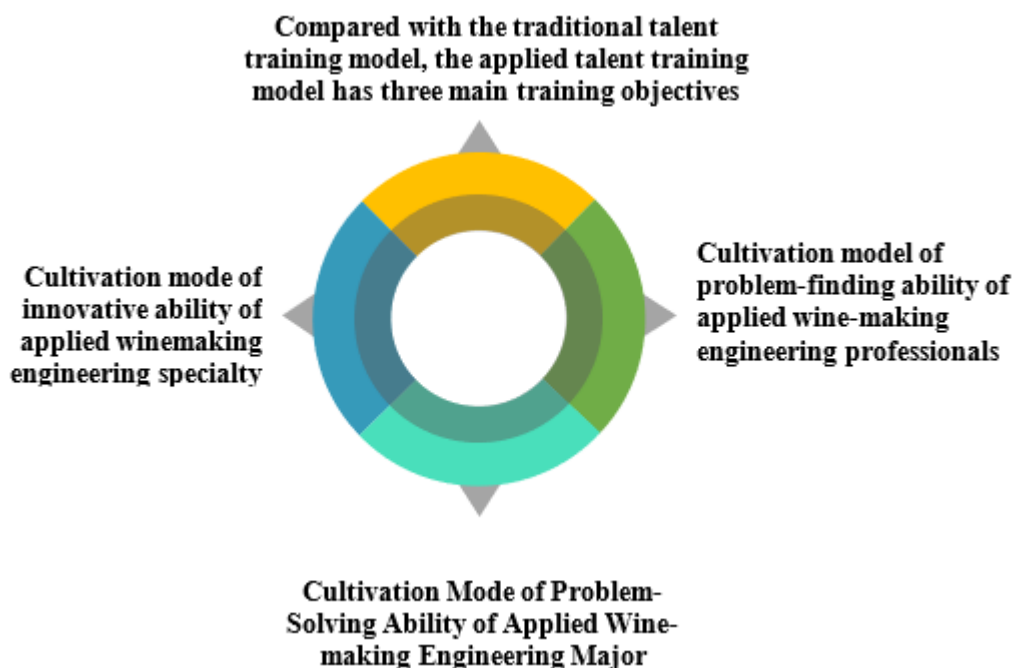 Compared with the traditional talent
training model, the applied talent training
model has three main training objectives
Cultivation mode of
innovative ability of
applied winemaking
engineering specialty
Cultivation model of
problem-finding ability of
applied wine-making
engineering professionals
Cultivation Mode of Problem-
Solving Ability of Applied Wine-
making Engineering Major